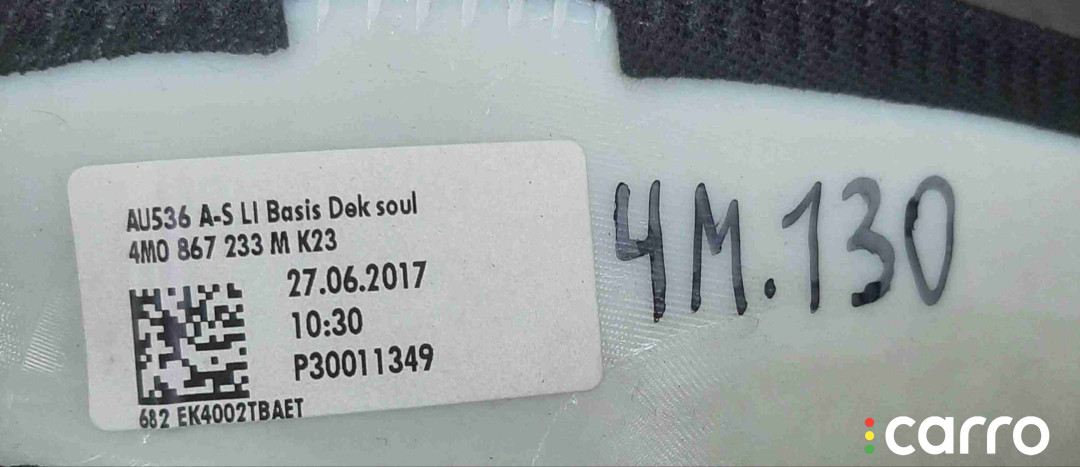 AU536 A-S LI Basis Dek soul
4M0 867 233 M K23
27.06.2017
10:30
P30011349
682 EK4002TBAET
4M.130
carro